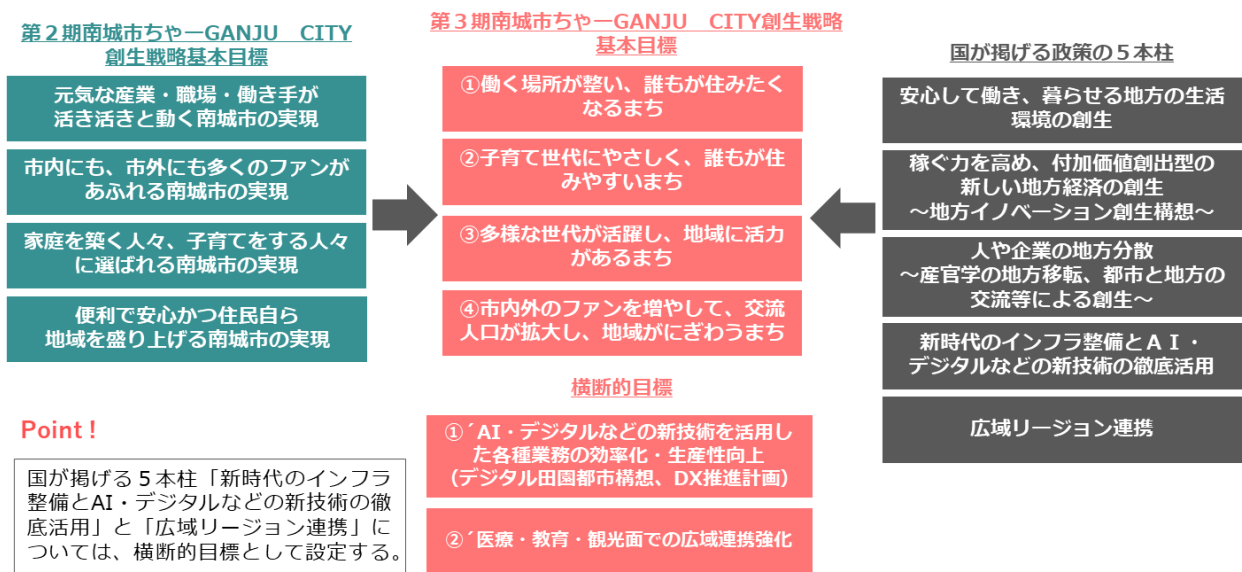 第２期南城市ちゃーGANJU　CITY
創生戦略基本目標
元気な産業・職場・働き手が
活き活きと動く南城市の実現
市内にも、市外にも多くのファンが
あふれる南城市の実現
家庭を築く人々、子育てをする人々
に選ばれる南城市の実現
便利で安心かつ住民自ら
地域を盛り上げる南城市の実現
第３期南城市ちゃーGANJU　CITY創生戦略
基本目標
①働く場所が整い、誰もが住みたく
なるまち
②子育て世代にやさしく、誰もが住
みやすいまち
③多様な世代が活躍し、地域に活力
があるまち
④市内外のファンを増やして、交流
人口が拡大し、地域がにぎわうまち
横断的目標
①´AI・デジタルなどの新技術を活用し
た各種業務の効率化・生産性向上
（デジタル田園都市構想、DX推進計画）
②´医療・教育・観光面での広域連携強化
国が掲げる政策の５本柱
安心して働き、暮らせる地方の生活
環境の創生
稼ぐ力を高め、付加価値創出型の
新しい地方経済の創生
～地方イノベーション創生構想～
人や企業の地方分散
～産官学の地方移転、都市と地方の
交流等による創生～
新時代のインフラ整備とＡＩ・
デジタルなどの新技術の徹底活用
広域リージョン連携
Point！
国が掲げる５本柱「新時代のインフラ
整備とAI・デジタルなどの新技術の徹
底活用」と「広域リージョン連携」に
ついては、横断的目標として設定する。